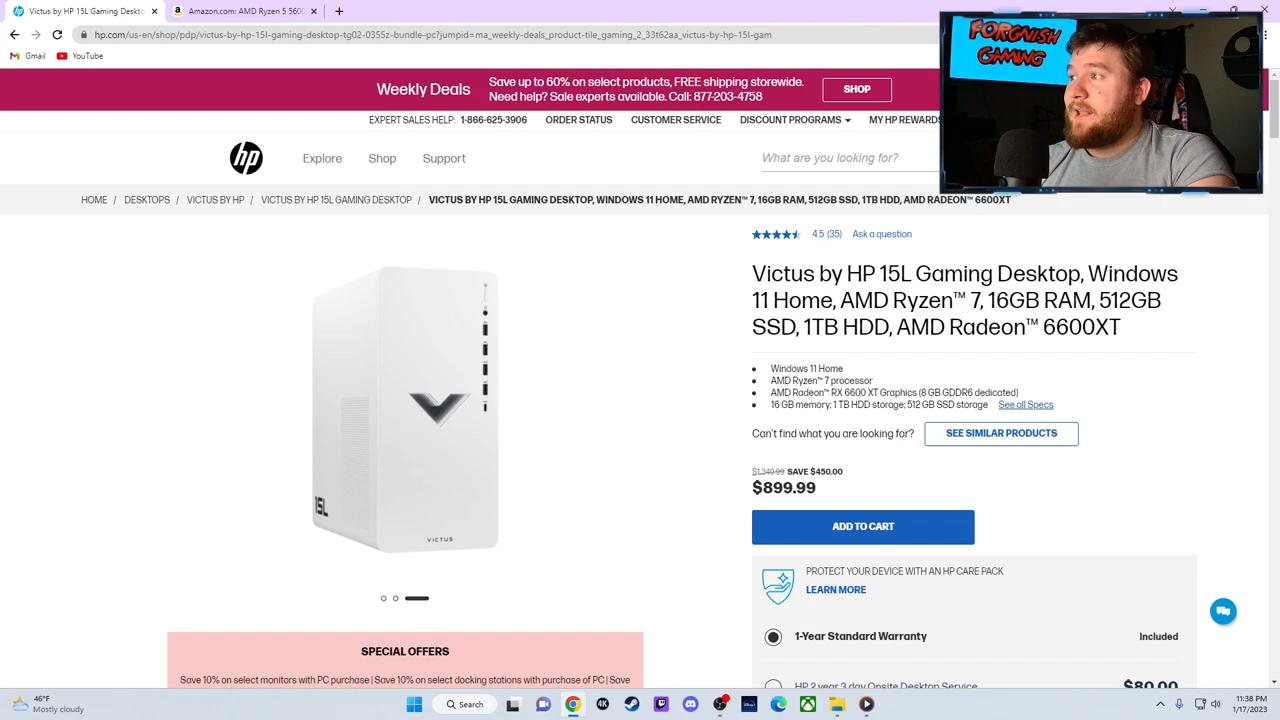 Victus by HP 15L Gaming Deskto
Amazon.com: AMD Ryzen 5 5600
hp.com/us-en/shop/pdp/victus-by-hp-15l-ga
-0355z-bundle-pc?jumpid=ma_weekly-deals_product-tile_gaming_2_33t62aa_victus-by-hp-15l-gam
Gmail
YouTube
FORGNISH
GAMING
Weekly Deals
Save up to 60% on select products, FREE shipping storewide.
Need help? Sale experts available. Call: 877-203-4758
SHOP
EXPERT SALES HELP: 1-866-625-3906
ORDER STATUS
CUSTOMER SERVICE
DISCOUNT PROGRAMS
MY HP REWARDS
hp
Explore
Shop
Support
What are you looking for?
HOME / DESKTOPS / VICTUS BY HP / VICTUS BY HP 15L GAMING DESKTOP / VICTUS BY HP 15L GAMING DESKTOP, WINDOWS 11 HOME, AMD RYZEN™ 7, 16GB RAM, 512GB SSD, 1TB HDD, AMD RADEON™ 6600XT
4.5 (35) Ask a question
Victus by HP 15L Gaming Desktop, Windows
11 Home, AMD Ryzen™ 7, 16GB RAM, 512GB
SSD, 1TB HDD, AMD Radeon™ 6600XT
Windows 11 Home
AMD Ryzen™ 7 processor
AMD Radeon™ RX 6600 XT Graphics (8 GB GDDR6 dedicated)
16 GB memory; 1 TB HDD storage; 512 GB SSD storage See all Specs
Can't find what you are looking for?
SEE SIMILAR PRODUCTS
$1,349.99 SAVE $450.00
$899.99
ADD TO CART
15L
VICTUS
PROTECT YOUR DEVICE WITH AN HP CARE PACK
LEARN MORE
1-Year Standard Warranty
Included
HP 2 year 3 day Onsite Desktop Service
$80.00
SPECIAL OFFERS
Save 10% on select monitors with PC purchase | Save 10% on select docking stations with purchase of PC | Save
46°F
Mostly cloudy
Search
4K
11:38 PM
1/17/2023